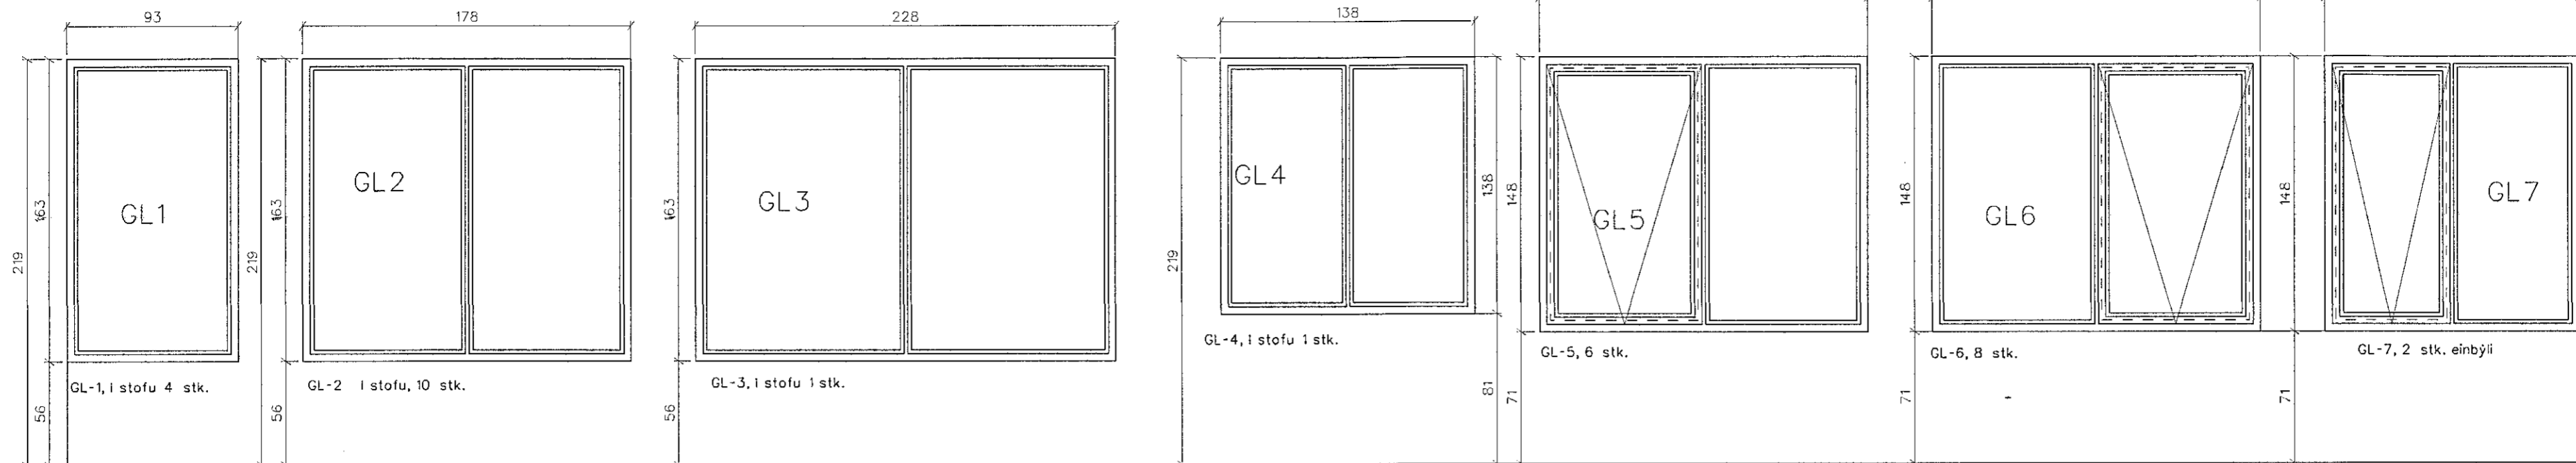 93
178
228
138
GL1
GL2
GL3
GL4
GL5
GL6
GL7
219
163
56
219
163
56
163
56
219
138
81
148
71
148
71
148
71
GL-1, i stofu 4 stk.
GL-2 i stofu, 10 stk.
GL-3, i stofu 1 stk.
GL-4, i stofu 1 stk.
GL-5, 6 stk.
GL-6, 8 stk.
GL-7, 2 stk. einbýli